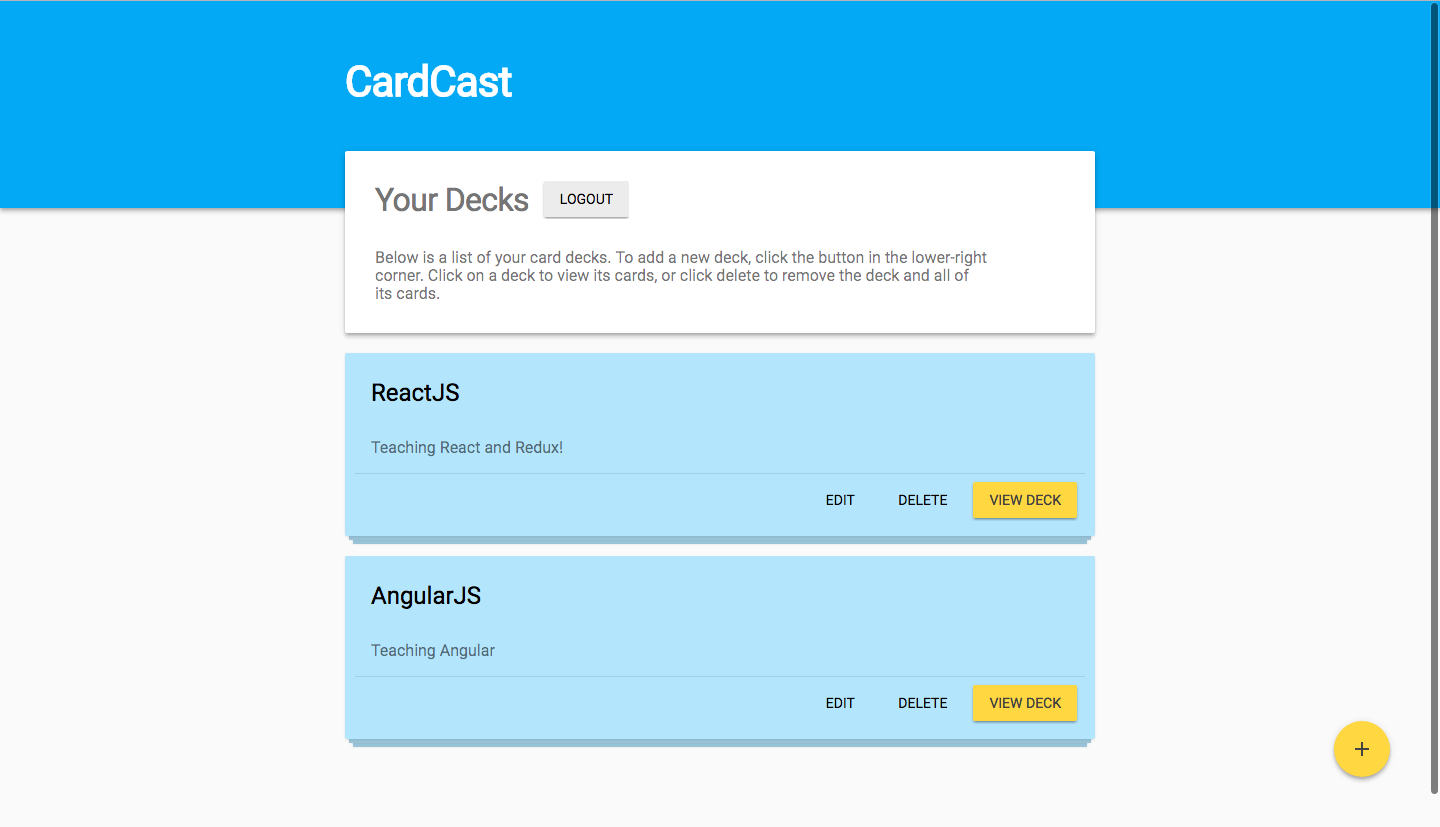 CardCast
Your Decks LOGOUT
Below is a list of your card decks. To add a new deck, click the button in the lower-right
corner. Click on a deck to view its cards, or click delete to remove the deck and all of
its cards.
ReactJS
Teaching React and Redux!
EDIT DELETE VIEW DECK
AngularJS
Teaching Angular
EDIT DELETE VIEW DECK
+